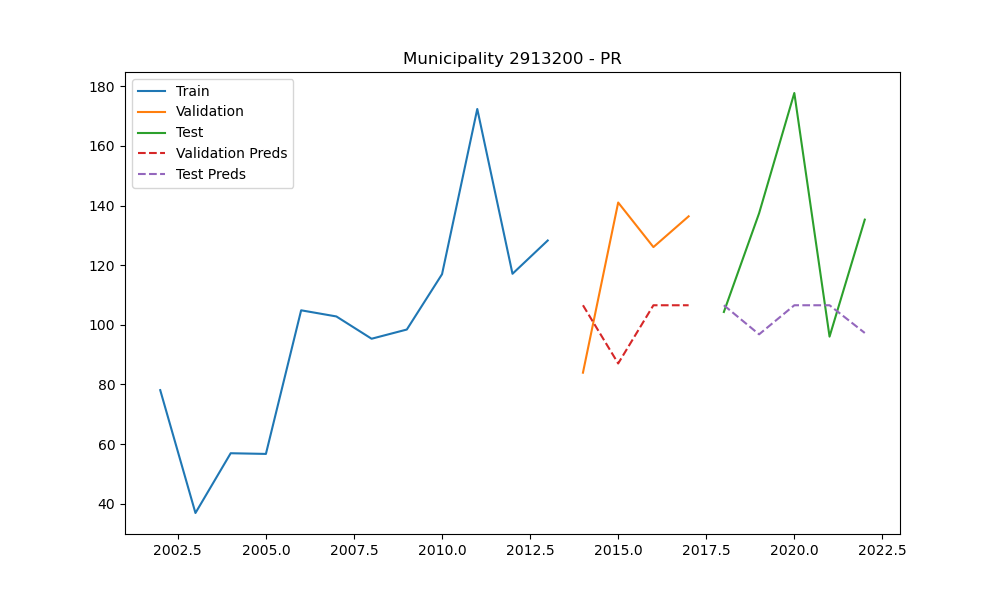 Municipality 2913200 - PR
Train
Validation
Test
Validation Preds
Test Preds
180
160
140
120
100
80
60
40
2002.5 2005.0 2007.5 2010.0 2012.5 2015.0 2017.5 2020.0 2022.5